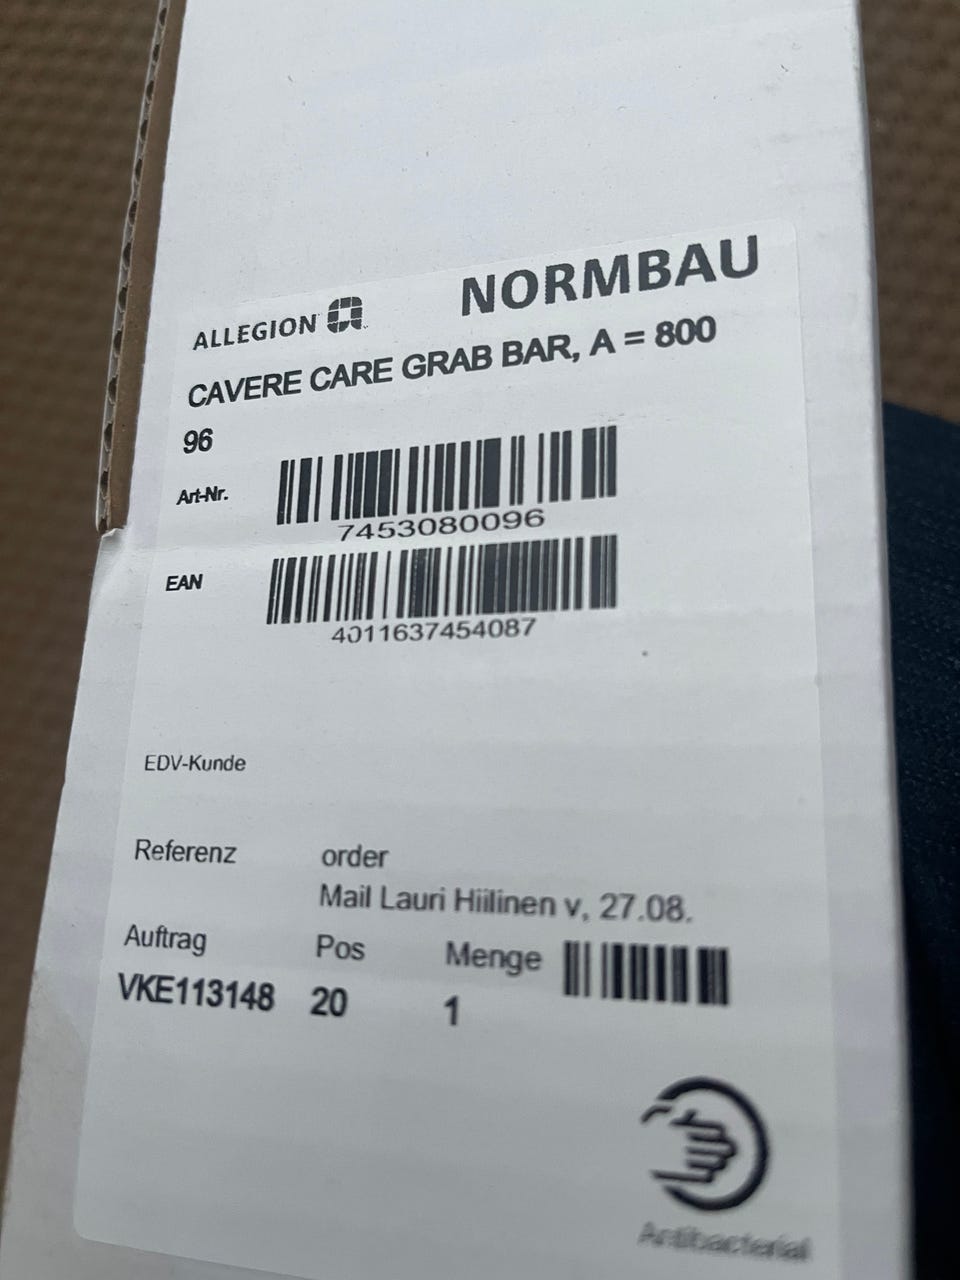 ALLEGION
NORMBAU
CAVERE CARE GRAB BAR, A = 800
96
Art-Nr.
7453080096
EAN
4011637454087
EDV-Kunde
Referenz order
Mail Lauri Hiilinen v, 27.08.
Auftrag Pos Menge
VKE113148 20 1
Antibacterial